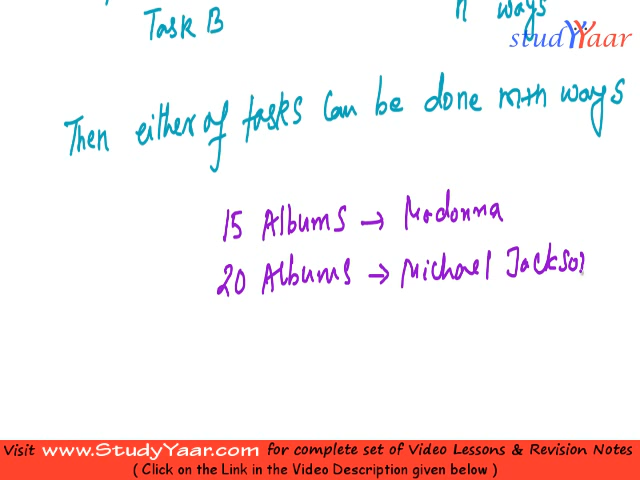 Task B
n ways
studYYaar
Then either of tasks can be done m+n ways
15 Albums → Madonna
20 Albums → Michael Jackson
Visit www.StudyYaar.com for complete set of Video Lessons & Revision Notes
( Click on the Link in the Video Description given below )